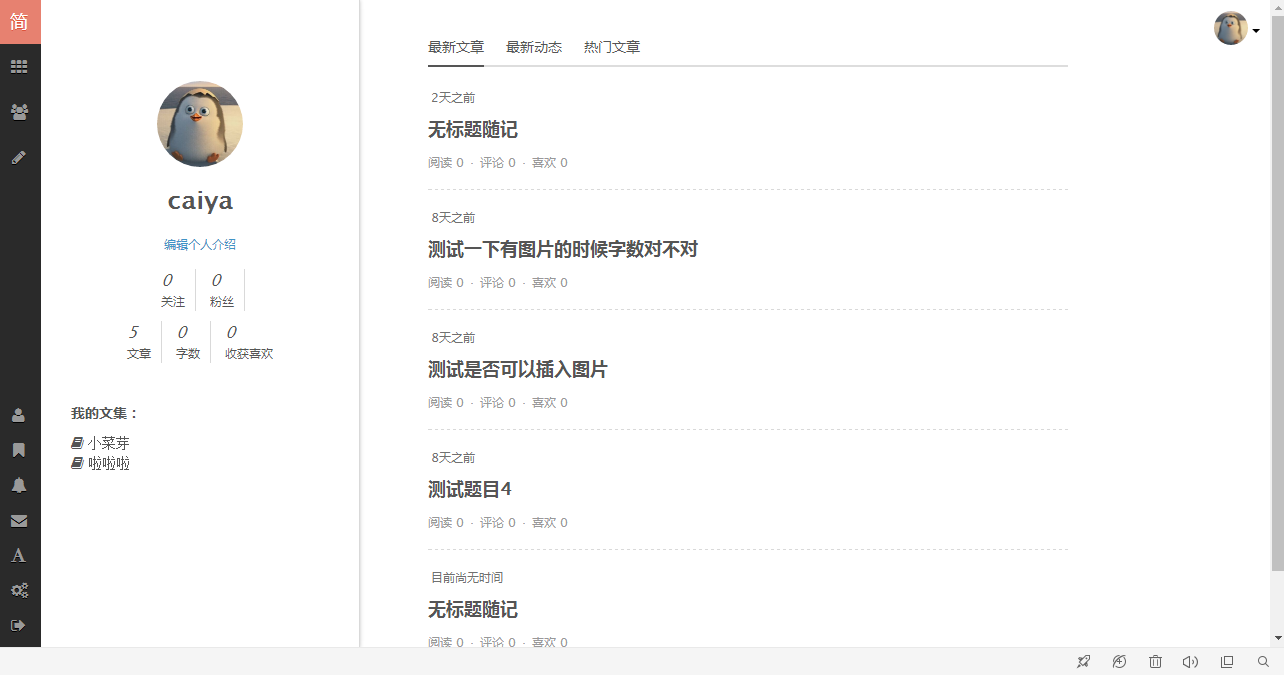 简
caiya
编辑个人介绍
0 0
关注 粉丝
5 0 0
文章 字数 收获喜欢
我的文集：
小菜芽
啦啦啦
最新文章 最新动态 热门文章
2天之前
无标题随记
阅读 0 · 评论 0 · 喜欢 0
8天之前
测试一下有图片的时候字数对不对
阅读 0 · 评论 0 · 喜欢 0
8天之前
测试是否可以插入图片
阅读 0 · 评论 0 · 喜欢 0
8天之前
测试题目4
阅读 0 · 评论 0 · 喜欢 0
目前尚无时间
无标题随记
阅读 0 · 评论 0 · 喜欢 0